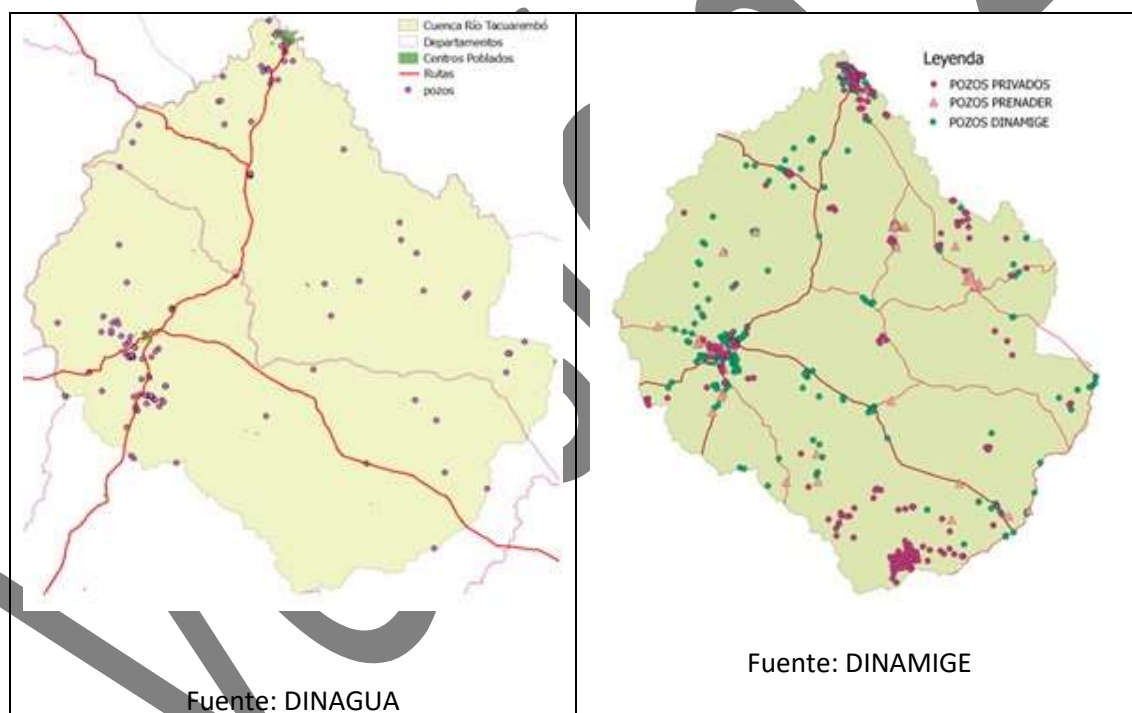 Cuenca Río Tacuarembó
Departamentos
Centros Poblados
Rutas
pozos
Fuente: DINAGUA
Leyenda
POZOS PRIVADOS
POZOS PRENADER
POZOS DINAMIGE
Fuente: DINAMIGE